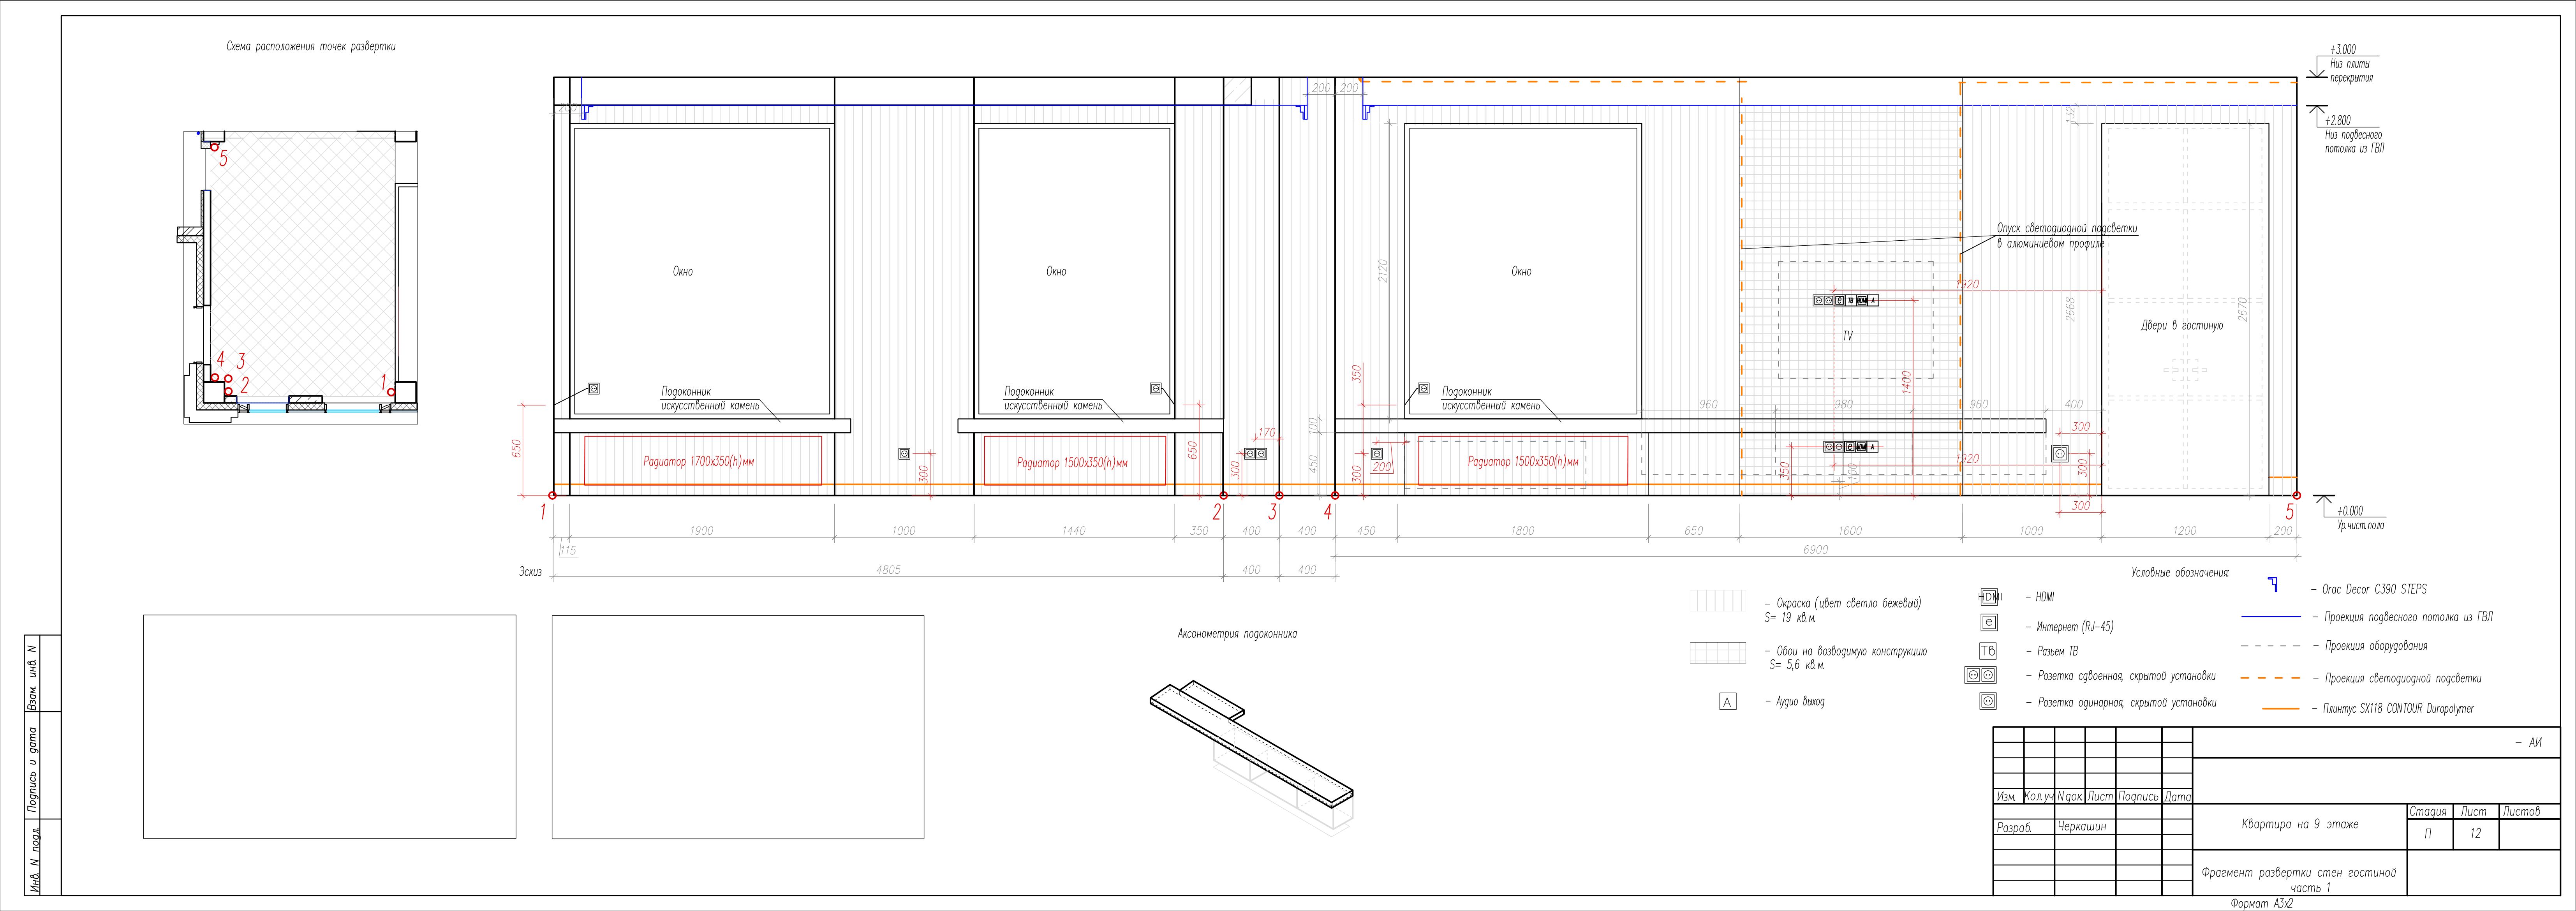 Схема расположения точек развертки
5
4
3
2
1
+3.000
Низ плиты
перекрытия
+2.800
Низ подвесного
потолка из ГВЛ
+0.000
Ур.чист.пола
200
200
200
132
Окно
Окно
Окно
2120
Опуск светодиодной подсветки
в алюминиевом профиле
1920
ТВ
HDMI
A
TV
1400
2668
2670
Двери в гостиную
Подоконник
искусственный камень
Подоконник
искусственный камень
Подоконник
искусственный камень
350
960
980
960
400
650
Радиатор 1700х350(h)мм
300
Радиатор 1500х350(h)мм
650
170
300
100
450
300
200
Радиатор 1500х350(h)мм
350
100
HDMI
A
1920
300
300
300
1
2
3
4
5
115
1900
1000
1440
350
400
400
450
1800
650
1600
1000
1200
200
6900
4805
400
400
Эскиз
Аксонометрия подоконника
Условные обозначения:
- Окраска (цвет светло бежевый)
S= 19 кв.м.
- Обои на возводимую конструкцию
S= 5,6 кв.м.
A
- Аудио выход
HDMI
- HDMI
e
- Интернет (RJ-45)
Тв
- Разъем ТВ
- Розетка сдвоенная, скрытой установки
- Розетка одинарная, скрытой установки
- Orac Decor C390 STEPS
- Проекция подвесного потолка из ГВЛ
- Проекция оборудования
- Проекция светодиодной подсветки
- Плинтус SX118 CONTOUR Duropolymer
Взам. инв. N
Подпись и дата
Инв. N подл.
- АИ
Изм.
Кол.уч
N док.
Лист
Подпись
Дата
Разраб.
Черкашин
Квартира на 9 этаже
Стадия
Лист
Листов
П
12
Фрагмент развертки стен гостиной
часть 1
Формат А3х2